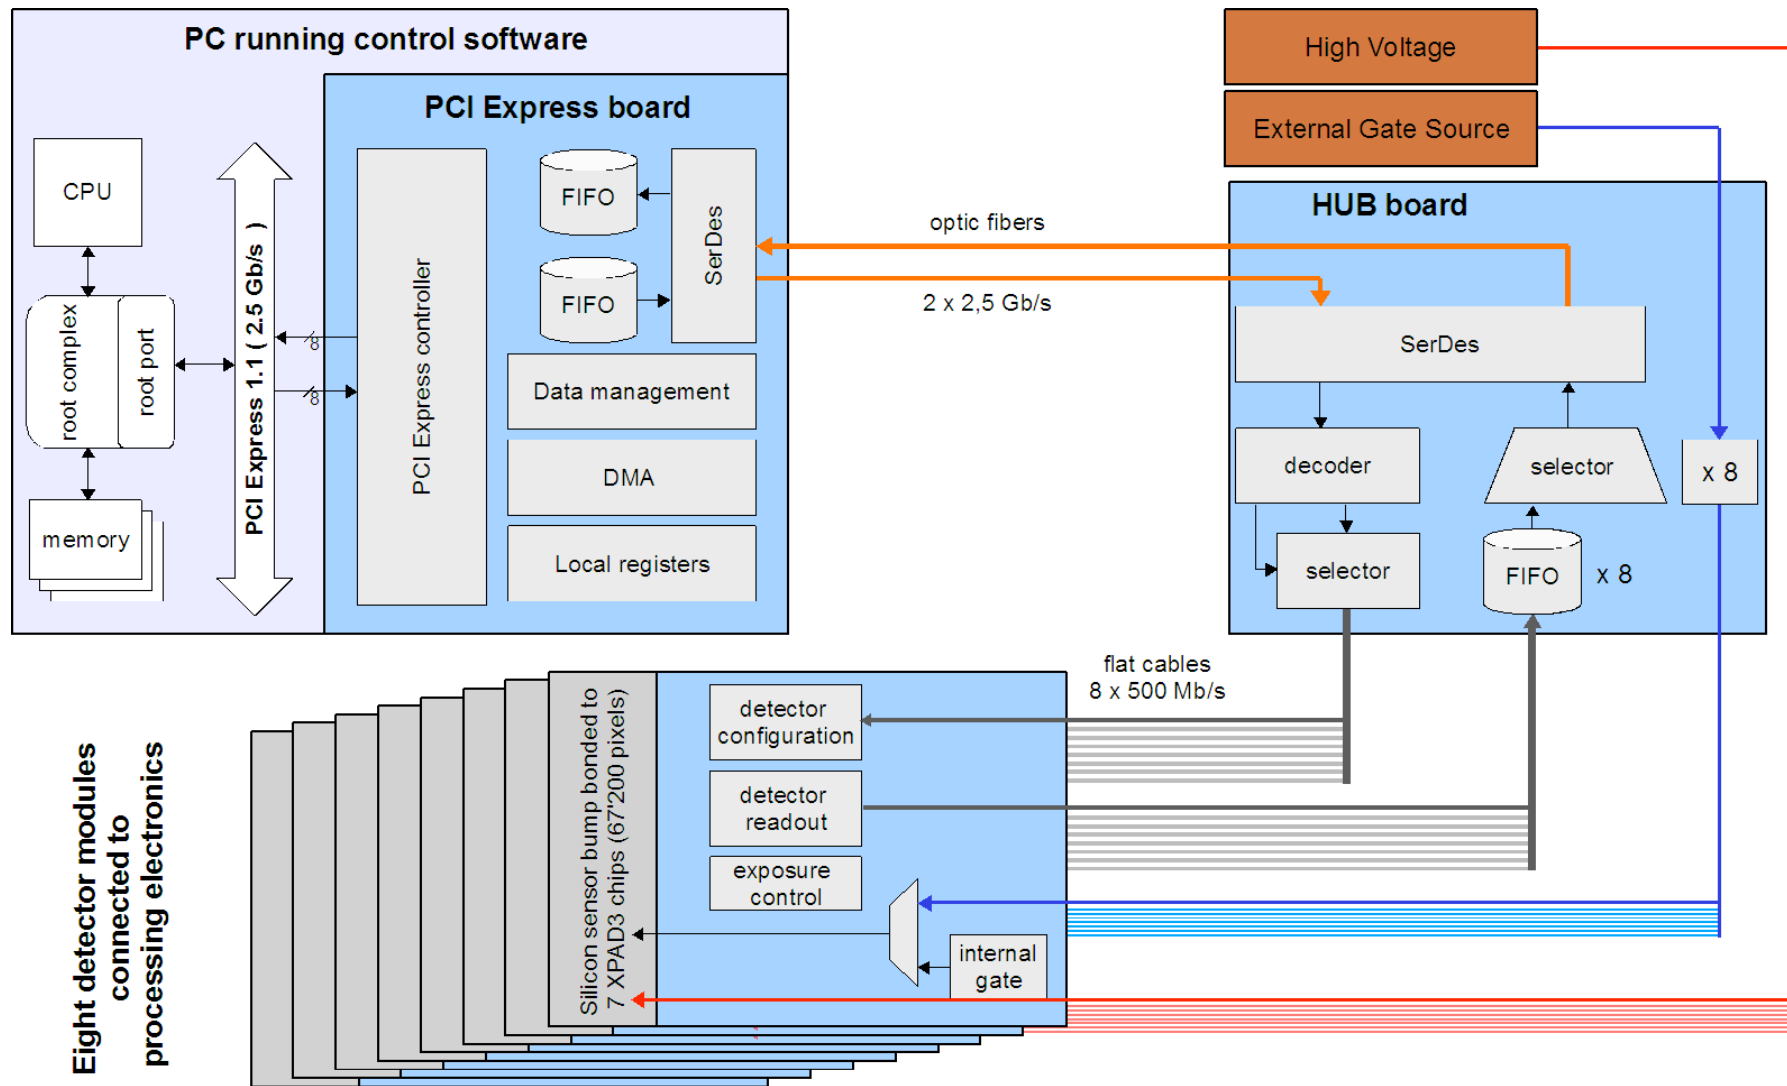 PC running control software
PCI Express board
CPU
root complex
root port
memory
PCI Express 1.1 ( 2.5 Gb/s )
8
8
PCI Express controller
FIFO
FIFO
SerDes
Data management
DMA
Local registers
optic fibers
2 x 2,5 Gb/s
High Voltage
External Gate Source
HUB board
SerDes
decoder
selector
selector
FIFO
x 8
x 8
flat cables
8 x 500 Mb/s
Eight detector modules
connected to
processing electronics
Silicon sensor bump bonded to
7 XPAD3 chips (67'200 pixels)
detector
configuration
detector
readout
exposure
control
internal
gate